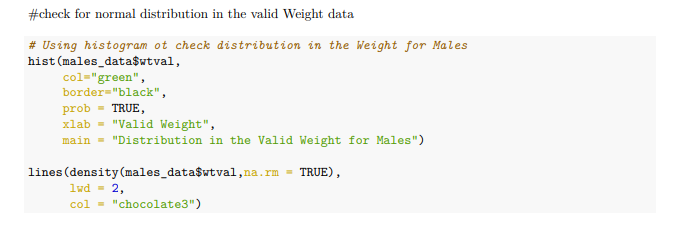 #check for normal distribution in the valid Weight data
# Using histogram ot check distribution in the Weight for Males
hist(males_data$wtval,
col="green",
border="black",
prob = TRUE,
xlab = "Valid Weight",
main = "Distribution in the Valid Weight for Males")
lines(density(males_data$wtval,na.rm = TRUE),
lwd = 2,
col = "chocolate3")